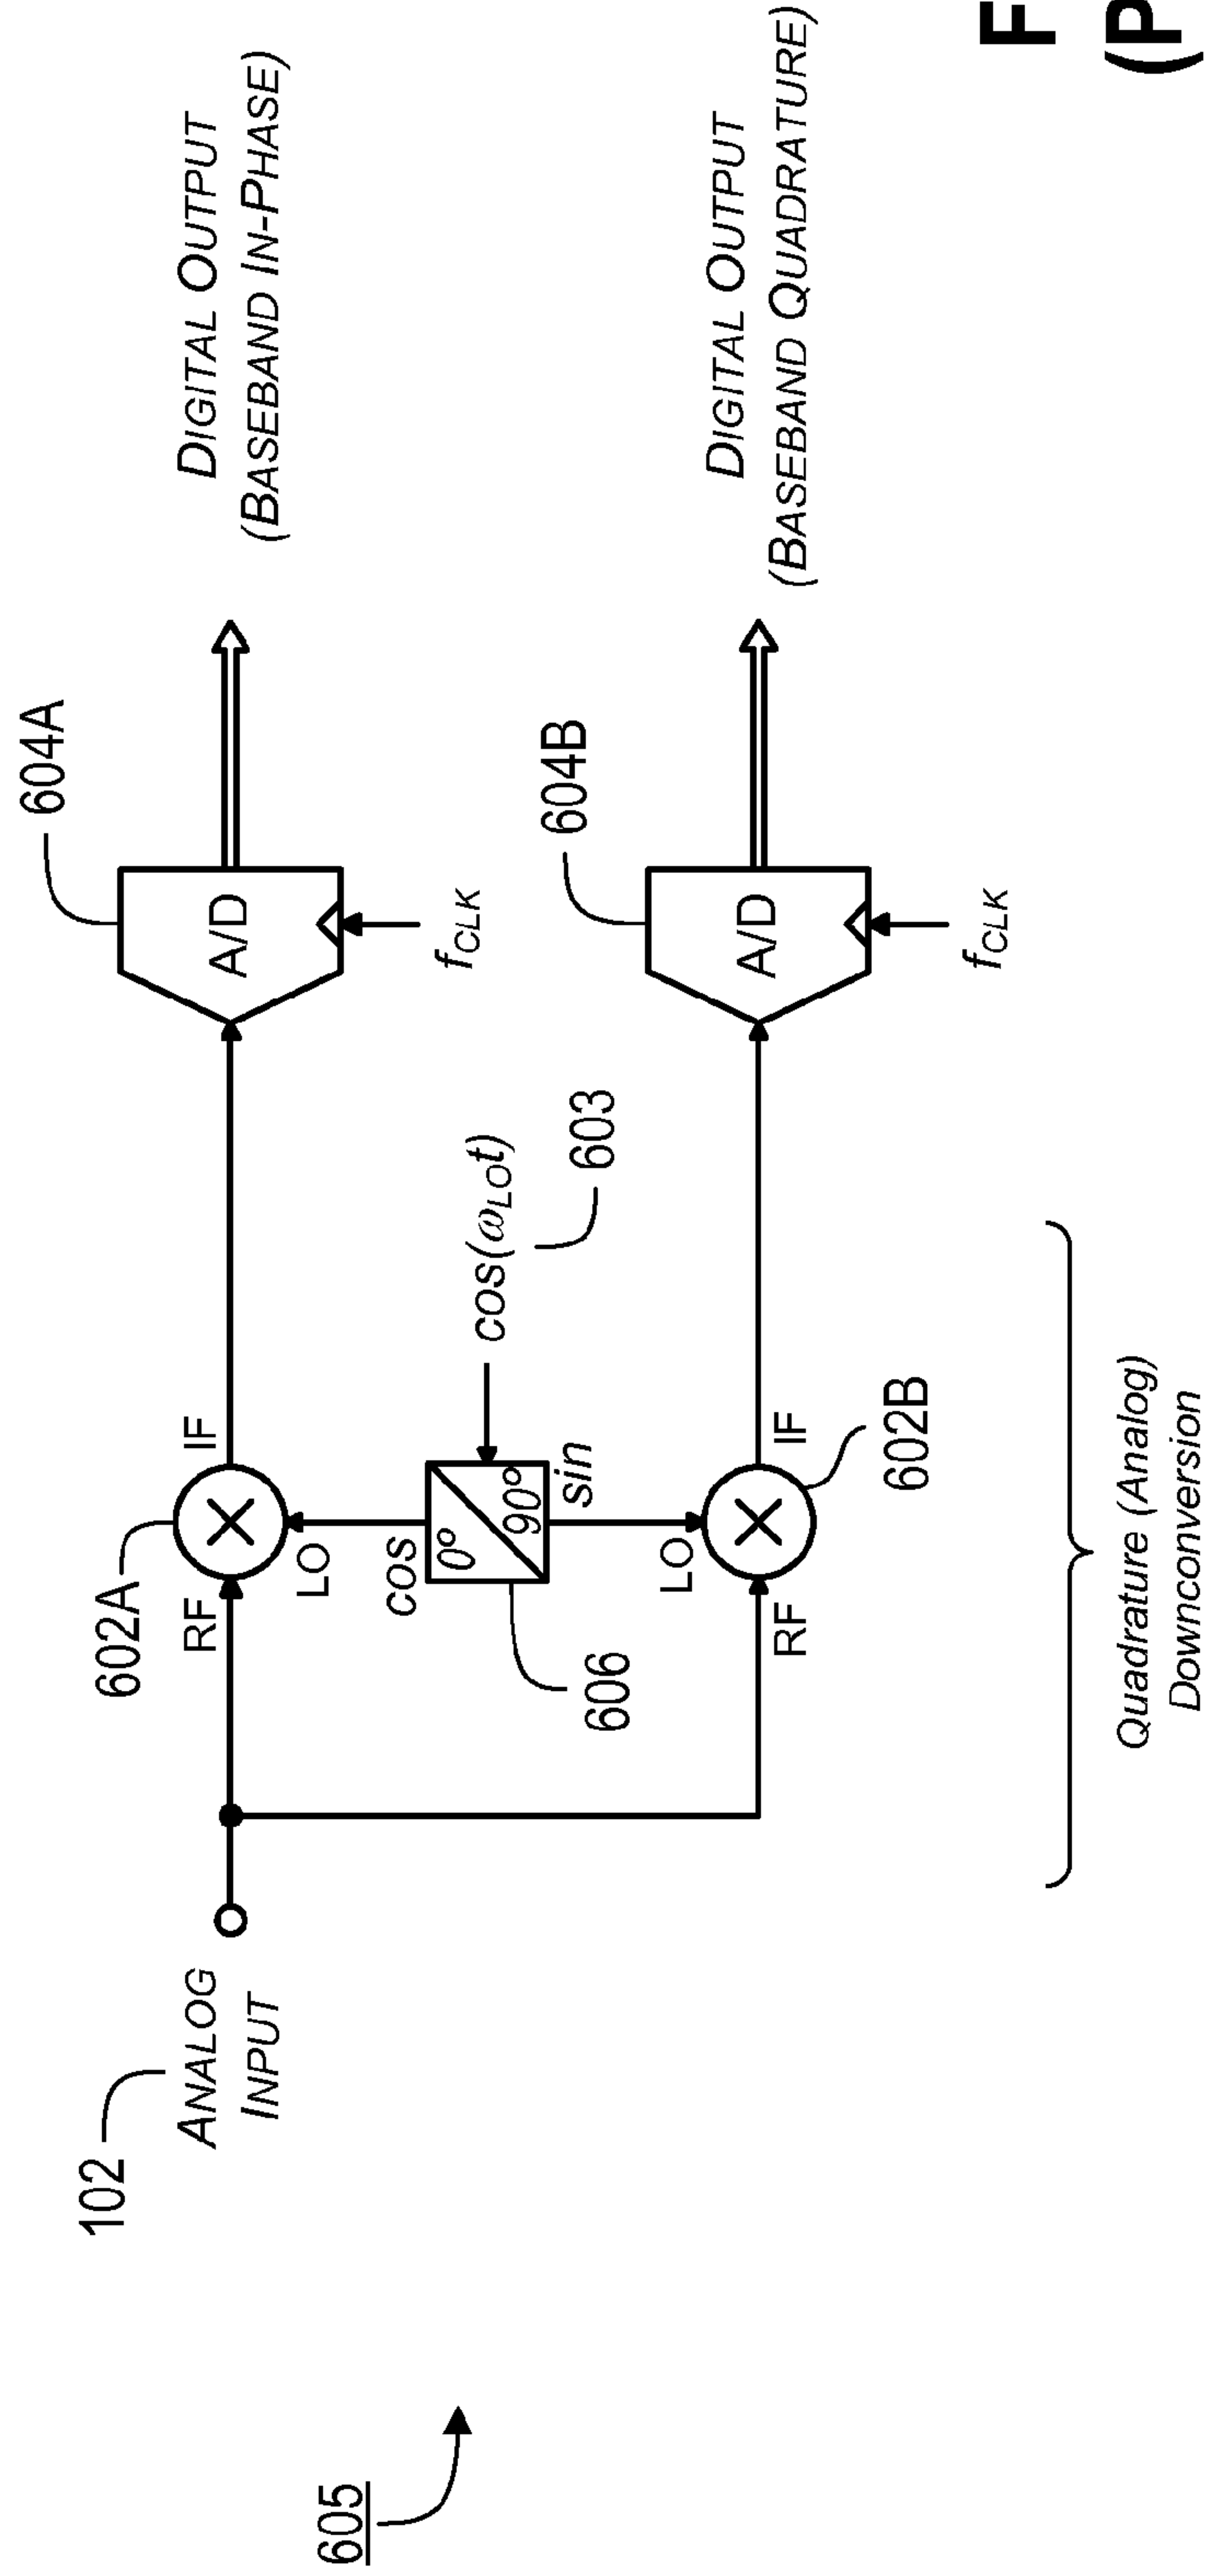 605
102
ANALOG
INPUT
602A
RF
IF
LO
cos
0°
90°
sin
606
cos(ωLOt)
603
LO
RF
IF
602B
604A
A/D
fCLK
DIGITAL OUTPUT
(BASEBAND IN-PHASE)
604B
A/D
fCLK
DIGITAL OUTPUT
(BASEBAND QUADRATURE)
Quadrature (Analog)
Downconversion
F
(P